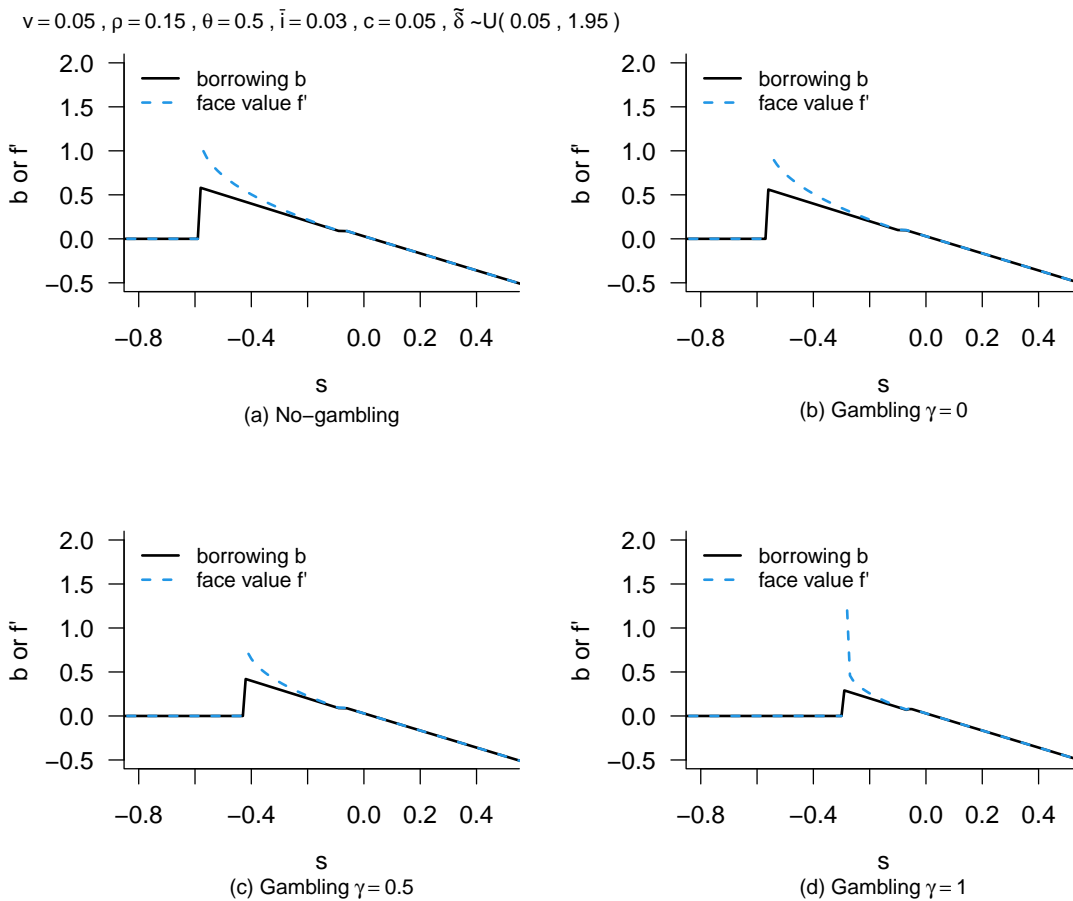 v = 0.05 , ρ = 0.15 , θ = 0.5 , i̅ = 0.03 , c = 0.05 , δ̃ ~U( 0.05 , 1.95 )
2.0
1.5
1.0
0.5
0.0
−0.5
b or f'
borrowing b
face value f'
−0.8
−0.4
0.0
0.2
0.4
s
(a) No−gambling
2.0
1.5
1.0
0.5
0.0
−0.5
b or f'
borrowing b
face value f'
−0.8
−0.4
0.0
0.2
0.4
s
(b) Gambling γ = 0
2.0
1.5
1.0
0.5
0.0
−0.5
b or f'
borrowing b
face value f'
−0.8
−0.4
0.0
0.2
0.4
s
(c) Gambling γ = 0.5
2.0
1.5
1.0
0.5
0.0
−0.5
b or f'
borrowing b
face value f'
−0.8
−0.4
0.0
0.2
0.4
s
(d) Gambling γ = 1